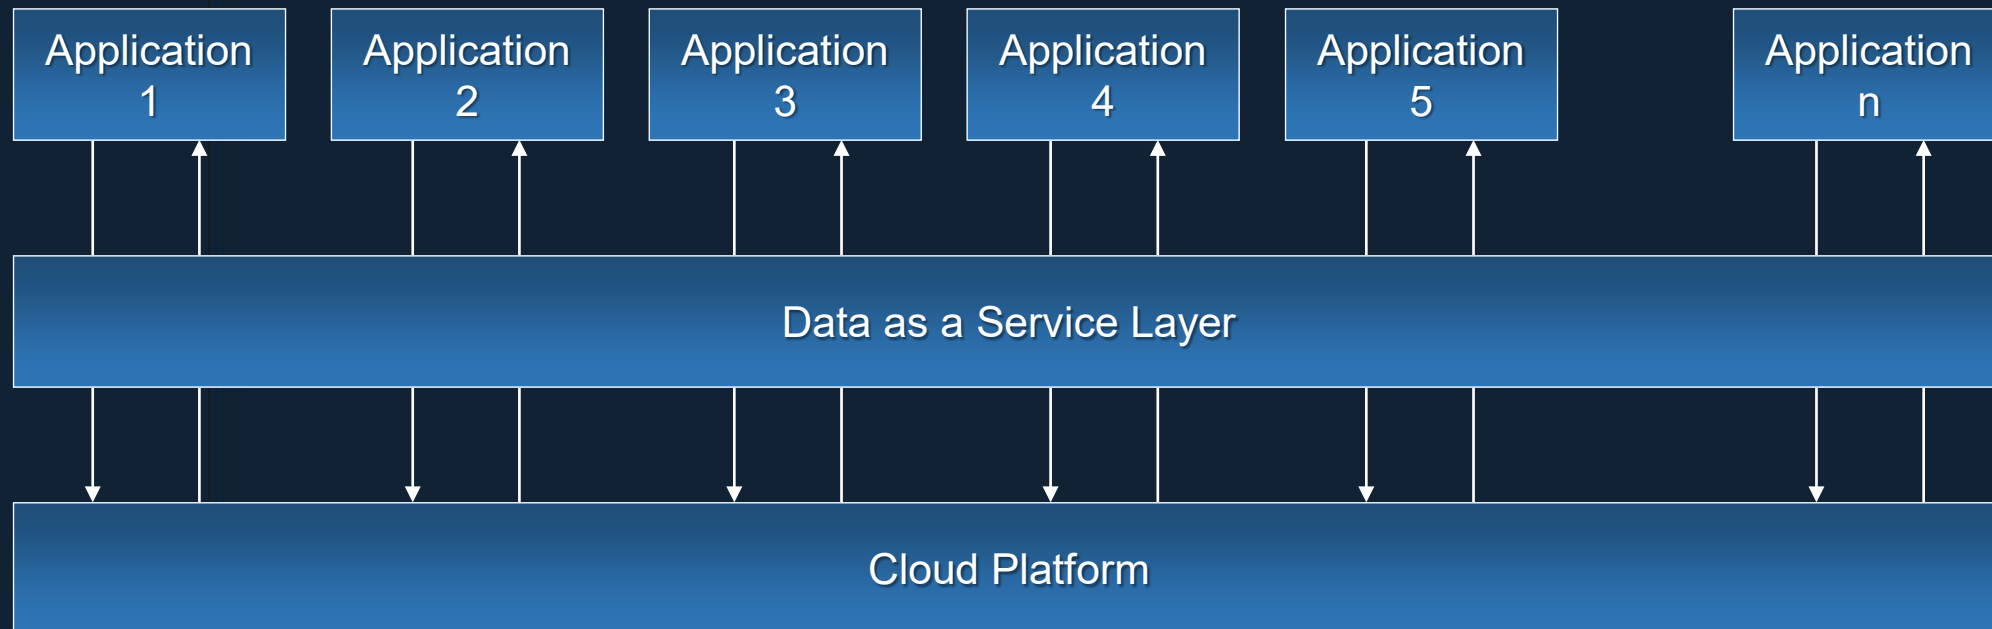 Application
1
Application
2
Application
3
Application
4
Application
5
Application
n
Data as a Service Layer
Cloud Platform